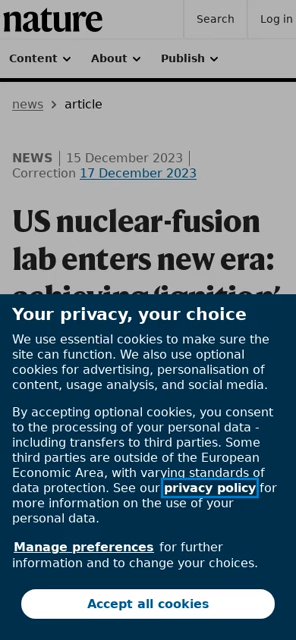 nature
Search
Log in
Content
About
Publish
news > article
NEWS | 15 December 2023 |
Correction 17 December 2023
US nuclear-fusion
lab enters new era:
achieving ‘ignition’
Your privacy, your choice
We use essential cookies to make sure the
site can function. We also use optional
cookies for advertising, personalisation of
content, usage analysis, and social media.
By accepting optional cookies, you consent
to the processing of your personal data -
including transfers to third parties. Some
third parties are outside of the European
Economic Area, with varying standards of
data protection. See our privacy policy for
more information on the use of your
personal data.
Manage preferences for further
information and to change your choices.
Accept all cookies